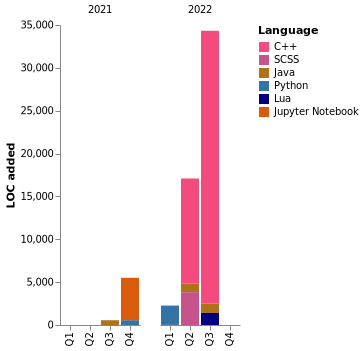 2021 2022
Language
C++
SCSS
Java
Python
Lua
Jupyter Notebook
LOC added
35,000
30,000
25,000
20,000
15,000
10,000
5,000
0
Q1 Q2 Q3 Q4 Q1 Q2 Q3 Q4